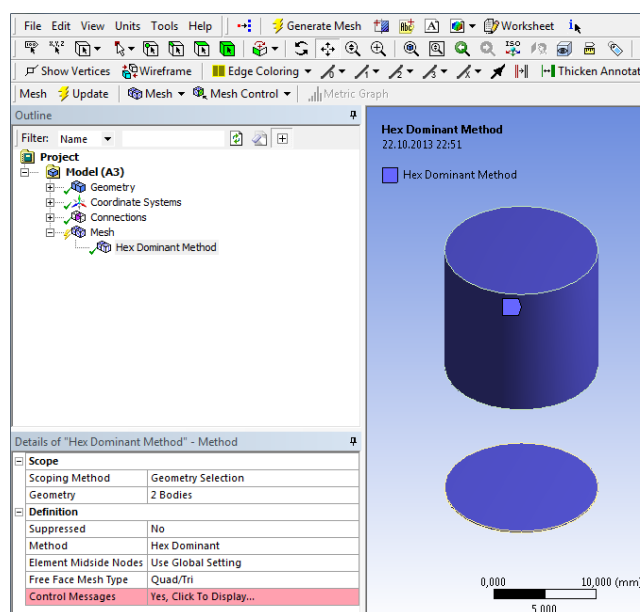 File Edit View Units Tools Help Generate Mesh A Worksheet
Show Vertices Wireframe Edge Coloring Thicken Annotat
Mesh Update Mesh Mesh Control Metric Graph
Outline
Filter: Name
Project
Model (A3)
Geometry
Coordinate Systems
Connections
Mesh
Hex Dominant Method
Details of "Hex Dominant Method" - Method
Scope
Scoping Method Geometry Selection
Geometry 2 Bodies
Definition
Suppressed No
Method Hex Dominant
Element Midside Nodes Use Global Setting
Free Face Mesh Type Quad/Tri
Control Messages Yes, Click To Display...
Hex Dominant Method
22.10.2013 22:51
Hex Dominant Method
0,000 10,000 (mm)
5,000